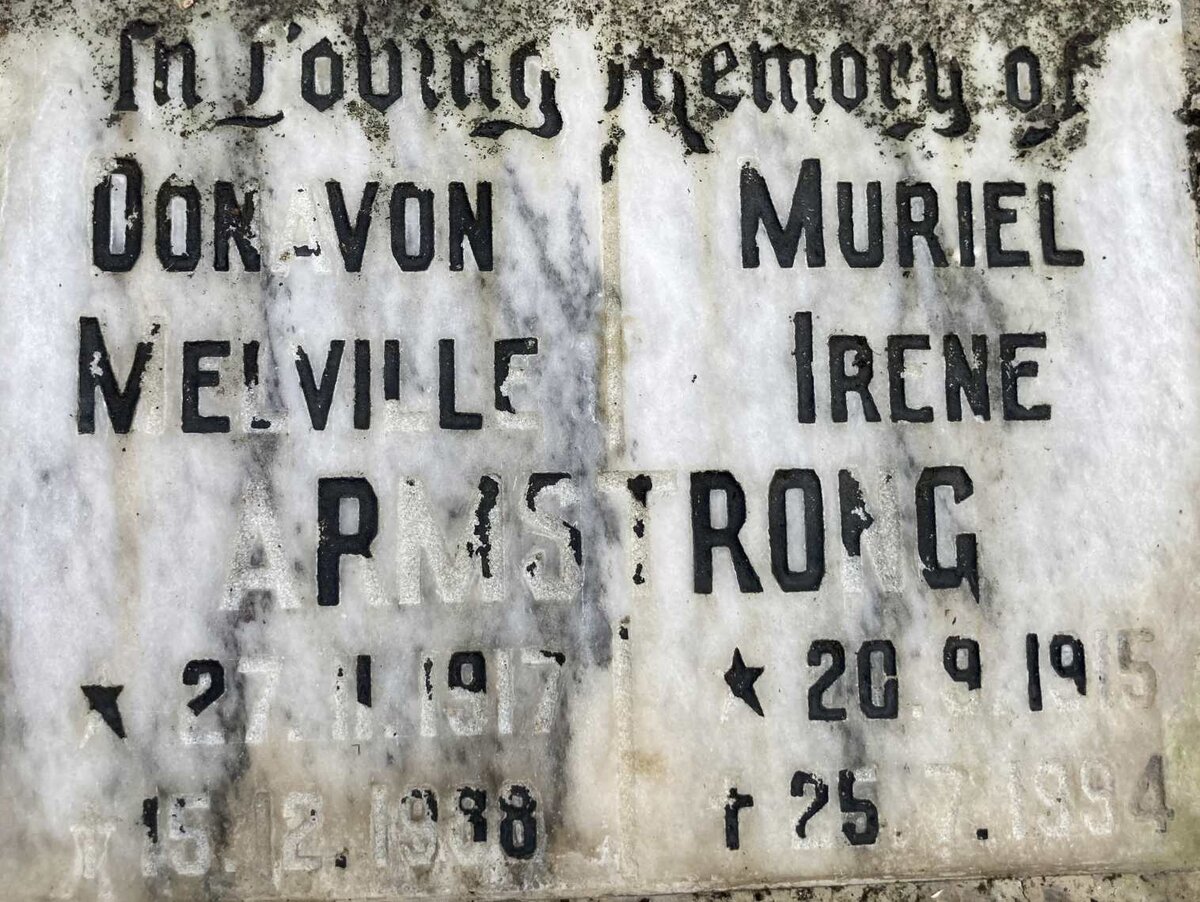 In Loving Memory of
DONAVON MURIEL
MELVILLE IRENE
ARMSTRONG
★ 27.11.1917 ★ 20.9.1915
† 15.12.1988 † 25.7.1994